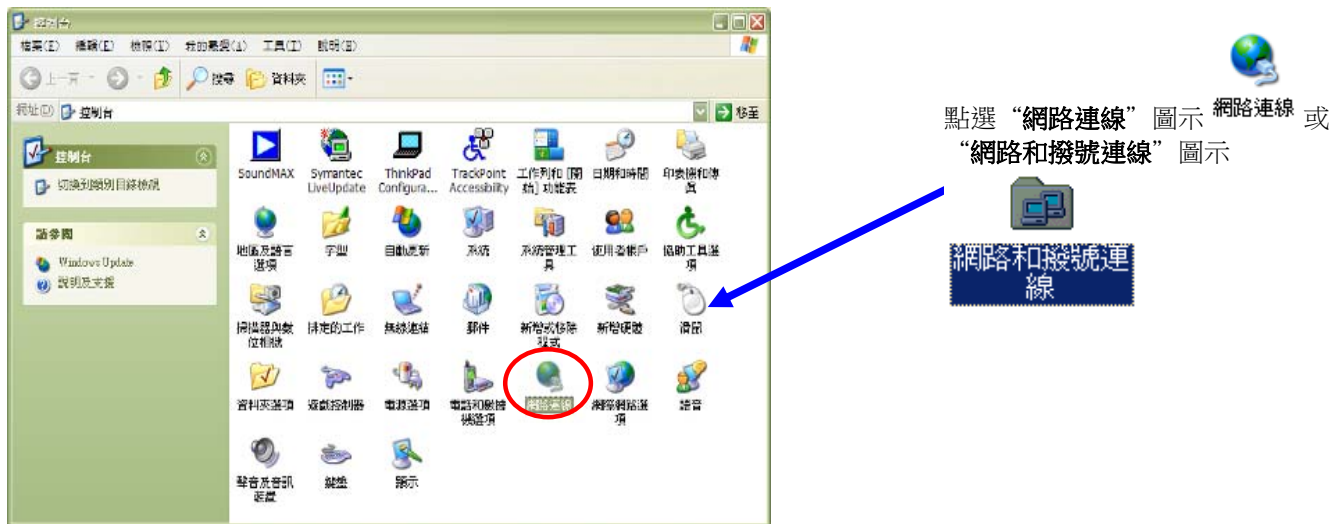 控制台
檔案(E) 編輯(E) 檢視(V) 我的最愛(A) 工具(T) 說明(H)
上一頁 搜尋 資料夾
網址(D) 控制台 移至
控制台
切換到類別目錄檢視
請參閱
Windows Update
說明及支援
SoundMAX
Symantec
LiveUpdate
ThinkPad
Configura...
TrackPoint
Accessibility
工作列和 [開
始] 功能表
日期和時間
印表機和傳
真
地區及語言
選項
字型
自動更新
系統
系統管理工
具
使用者帳戶
協助工具選
項
掃描器與數
位相機
排定的工作
無線連結
郵件
新增或移除
程式
新增硬體
滑鼠
資料夾選項
遊戲控制器
電源選項
電話和數據
機選項
網路連線
網際網路選
項
語音
聲音及音訊
裝置
鍵盤
顯示
點選“網路連線”圖示 網路連線 或
“網路和撥號連線”圖示
網路和撥號連
線